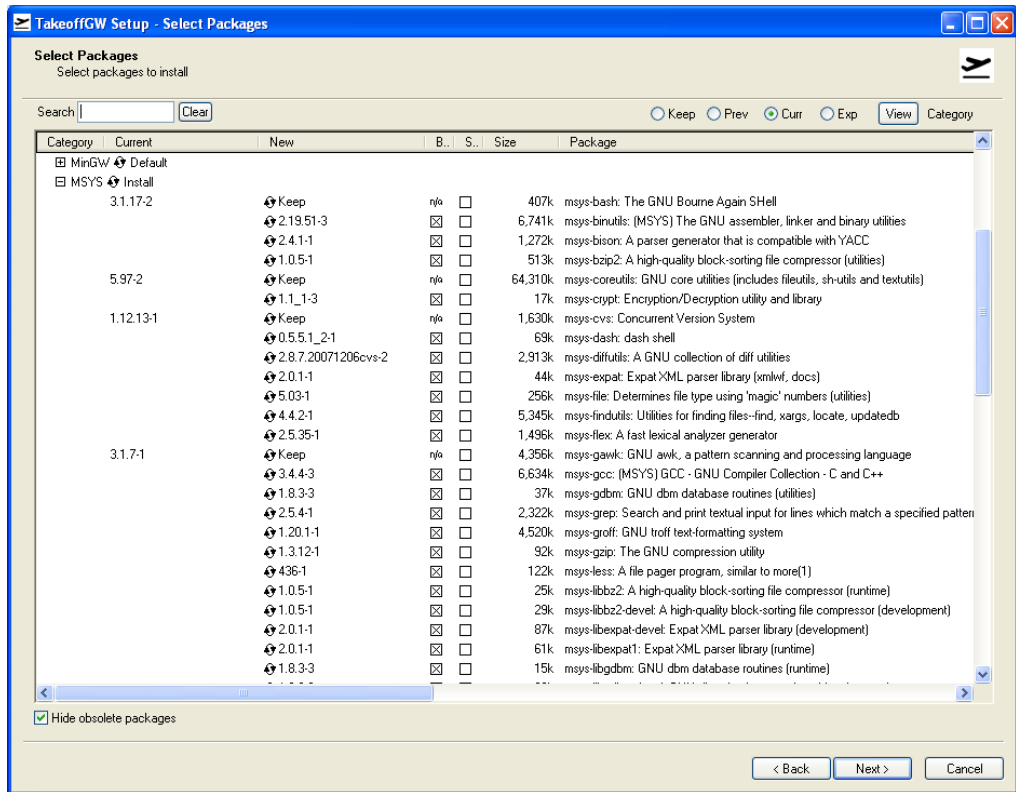 TakeoffGW Setup - Select Packages
Select Packages
Select packages to install
Search Clear Keep Prev Curr Exp View Category
Category Current New B.. S.. Size Package
MinGW Default
MSYS Install
3.1.17-2 Keep n/a 407k msys-bash: The GNU Bourne Again SHell
2.19.51-3 6,741k msys-binutils: (MSYS) The GNU assembler, linker and binary utilities
2.4.1-1 1,272k msys-bison: A parser generator that is compatible with YACC
1.0.5-1 513k msys-bzip2: A high-quality block-sorting file compressor (utilities)
5.97-2 Keep n/a 64,310k msys-coreutils: GNU core utilities (includes fileutils, sh-utils and textutils)
1.1_1-3 17k msys-crypt: Encryption/Decryption utility and library
1.12.13-1 Keep n/a 1,630k msys-cvs: Concurrent Version System
0.5.5.1_2-1 69k msys-dash: dash shell
2.8.7.20071206cvs-2 2,913k msys-diffutils: A GNU collection of diff utilities
2.0.1-1 44k msys-expat: Expat XML parser library (xmlwf, docs)
5.03-1 256k msys-file: Determines file type using 'magic' numbers (utilities)
4.4.2-1 5,345k msys-findutils: Utilities for finding files--find, xargs, locate, updatedb
2.5.35-1 1,496k msys-flex: A fast lexical analyzer generator
3.1.7-1 Keep n/a 4,356k msys-gawk: GNU awk, a pattern scanning and processing language
3.4.4-3 6,634k msys-gcc: (MSYS) GCC - GNU Compiler Collection - C and C++
1.8.3-3 37k msys-gdbm: GNU dbm database routines (utilities)
2.5.4-1 2,322k msys-grep: Search and print textual input for lines which match a specified patter
1.20.1-1 4,520k msys-groff: GNU troff text-formatting system
1.3.12-1 92k msys-gzip: The GNU compression utility
436-1 122k msys-less: A file pager program, similar to more(1)
1.0.5-1 25k msys-libbz2: A high-quality block-sorting file compressor (runtime)
1.0.5-1 29k msys-libbz2-devel: A high-quality block-sorting file compressor (development)
2.0.1-1 87k msys-libexpat-devel: Expat XML parser library (development)
2.0.1-1 61k msys-libexpat1: Expat XML parser library (runtime)
1.8.3-3 15k msys-libgdbm: GNU dbm database routines (runtime)
Hide obsolete packages
< Back Next > Cancel